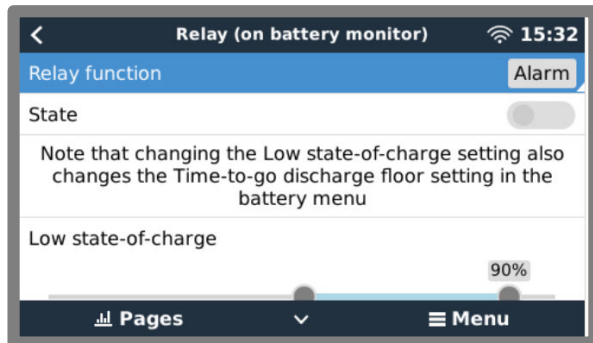 Relay (on battery monitor) 15:32
Relay function Alarm
State
Note that changing the Low state-of-charge setting also
changes the Time-to-go discharge floor setting in the
battery menu
Low state-of-charge
90%
Pages Menu